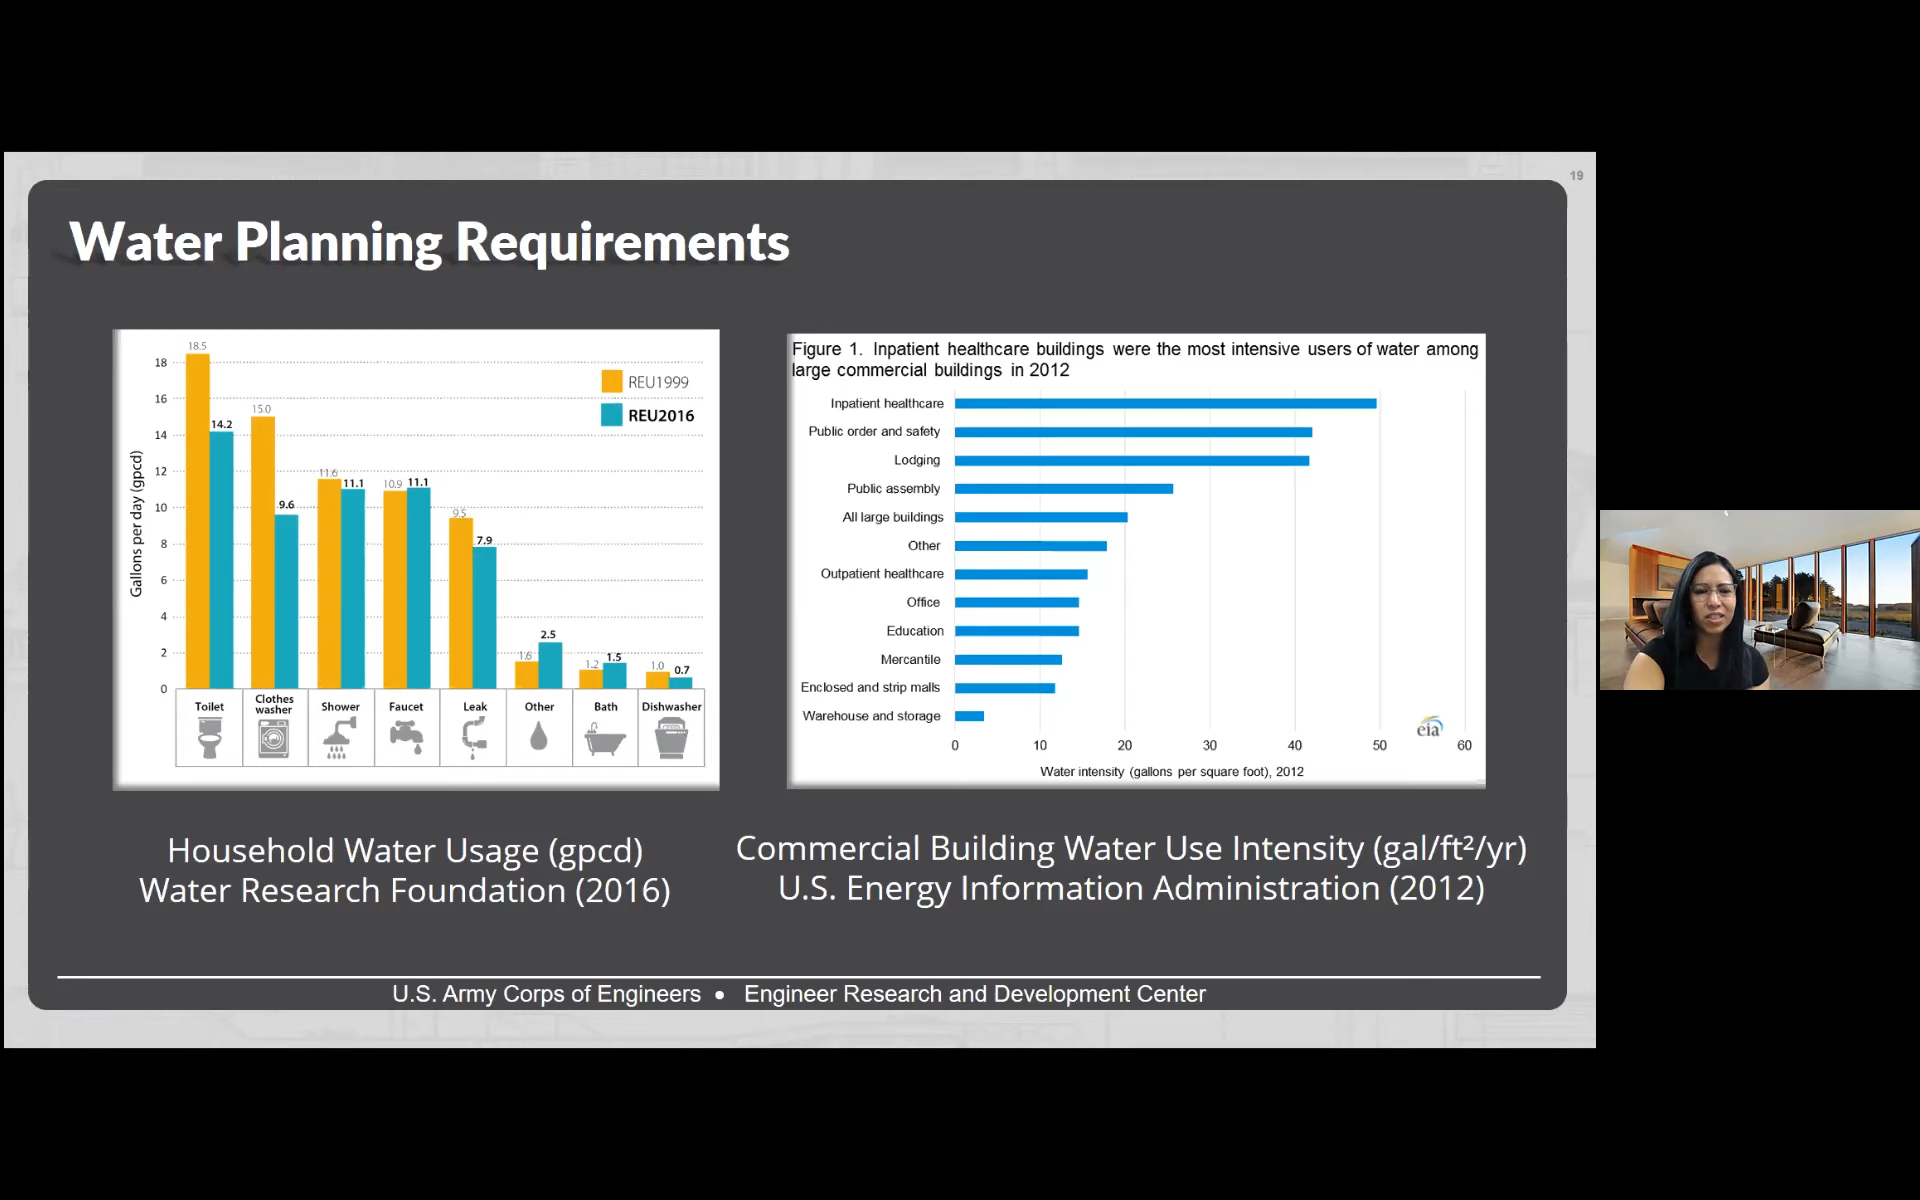 19
Water Planning Requirements
18.5
18
16
14
12
10
8
6
4
2
0
Gallons per day (gpcd)
14.2
15.0
9.6
11.6
11.1
10.9
11.1
9.5
7.9
1.6
2.5
1.2
1.5
1.0
0.7
REU1999
REU2016
Toilet
Clothes
washer
Shower
Faucet
Leak
Other
Bath
Dishwasher
Figure 1. Inpatient healthcare buildings were the most intensive users of water among
large commercial buildings in 2012
Inpatient healthcare
Public order and safety
Lodging
Public assembly
All large buildings
Other
Outpatient healthcare
Office
Education
Mercantile
Enclosed and strip malls
Warehouse and storage
eia
0 10 20 30 40 50 60
Water intensity (gallons per square foot), 2012
Household Water Usage (gpcd)
Water Research Foundation (2016)
Commercial Building Water Use Intensity (gal/ft²/yr)
U.S. Energy Information Administration (2012)
U.S. Army Corps of Engineers • Engineer Research and Development Center